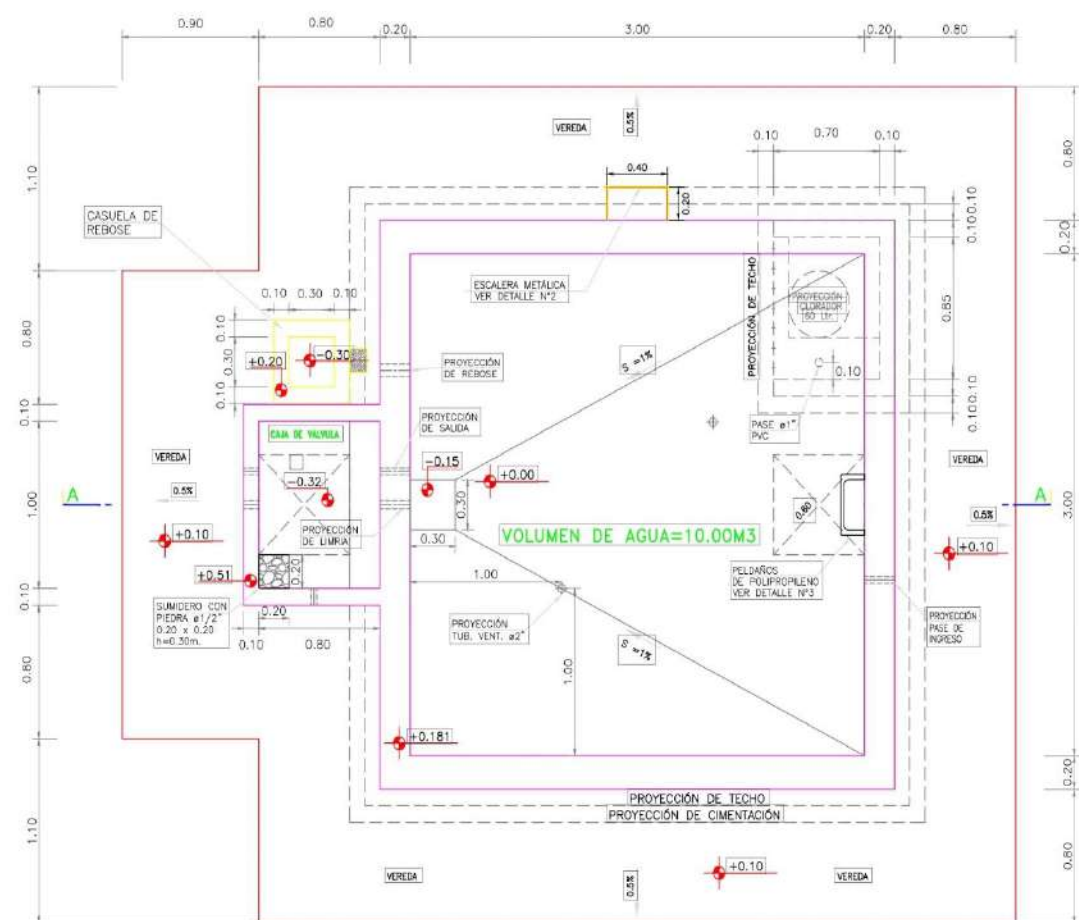 0.90
0.80
0.20
3.00
0.20
0.80
VEREDA
0.5%
0.10
0.70
0.10
0.80
1.10
0.40
0.20
0.10
0.10
0.20
CASUELA DE
REBOSE
ESCALERA METÁLICA
VER DETALLE N°2
PROYECCIÓN DE TECHO
PROYECCIÓN
CLORADOR
60 Ltr.
0.85
0.10
0.30
0.10
S =1%
0.80
0.10
0.30
0.10
+0.20
-0.30
PROYECCIÓN
DE REBOSE
0.10
0.10
0.10
PROYECCIÓN
DE SALIDA
PASE ø1"
PVC
0.10
CAJA DE VALVULA
VEREDA
VEREDA
-0.15
+0.00
A
0.5%
-0.32
0.30
0.60
A
0.5%
1.00
3.00
+0.10
PROYECCIÓN
DE LIMRIA
VOLUMEN DE AGUA=10.00M3
+0.10
0.30
+0.51
0.20
1.00
PELDAÑOS
DE POLIPROPILENO
VER DETALLE N°3
0.10
SUMIDERO CON
PIEDRA ø1/2"
0.20 x 0.20
h=0.30m.
0.20
PROYECCIÓN
TUB. VENT. ø2"
PROYECCIÓN
PASE DE
INGRESO
0.10
0.80
S =1%
0.80
1.00
+0.181
0.20
PROYECCIÓN DE TECHO
PROYECCIÓN DE CIMENTACIÓN
1.10
+0.10
0.80
VEREDA
0.5%
VEREDA